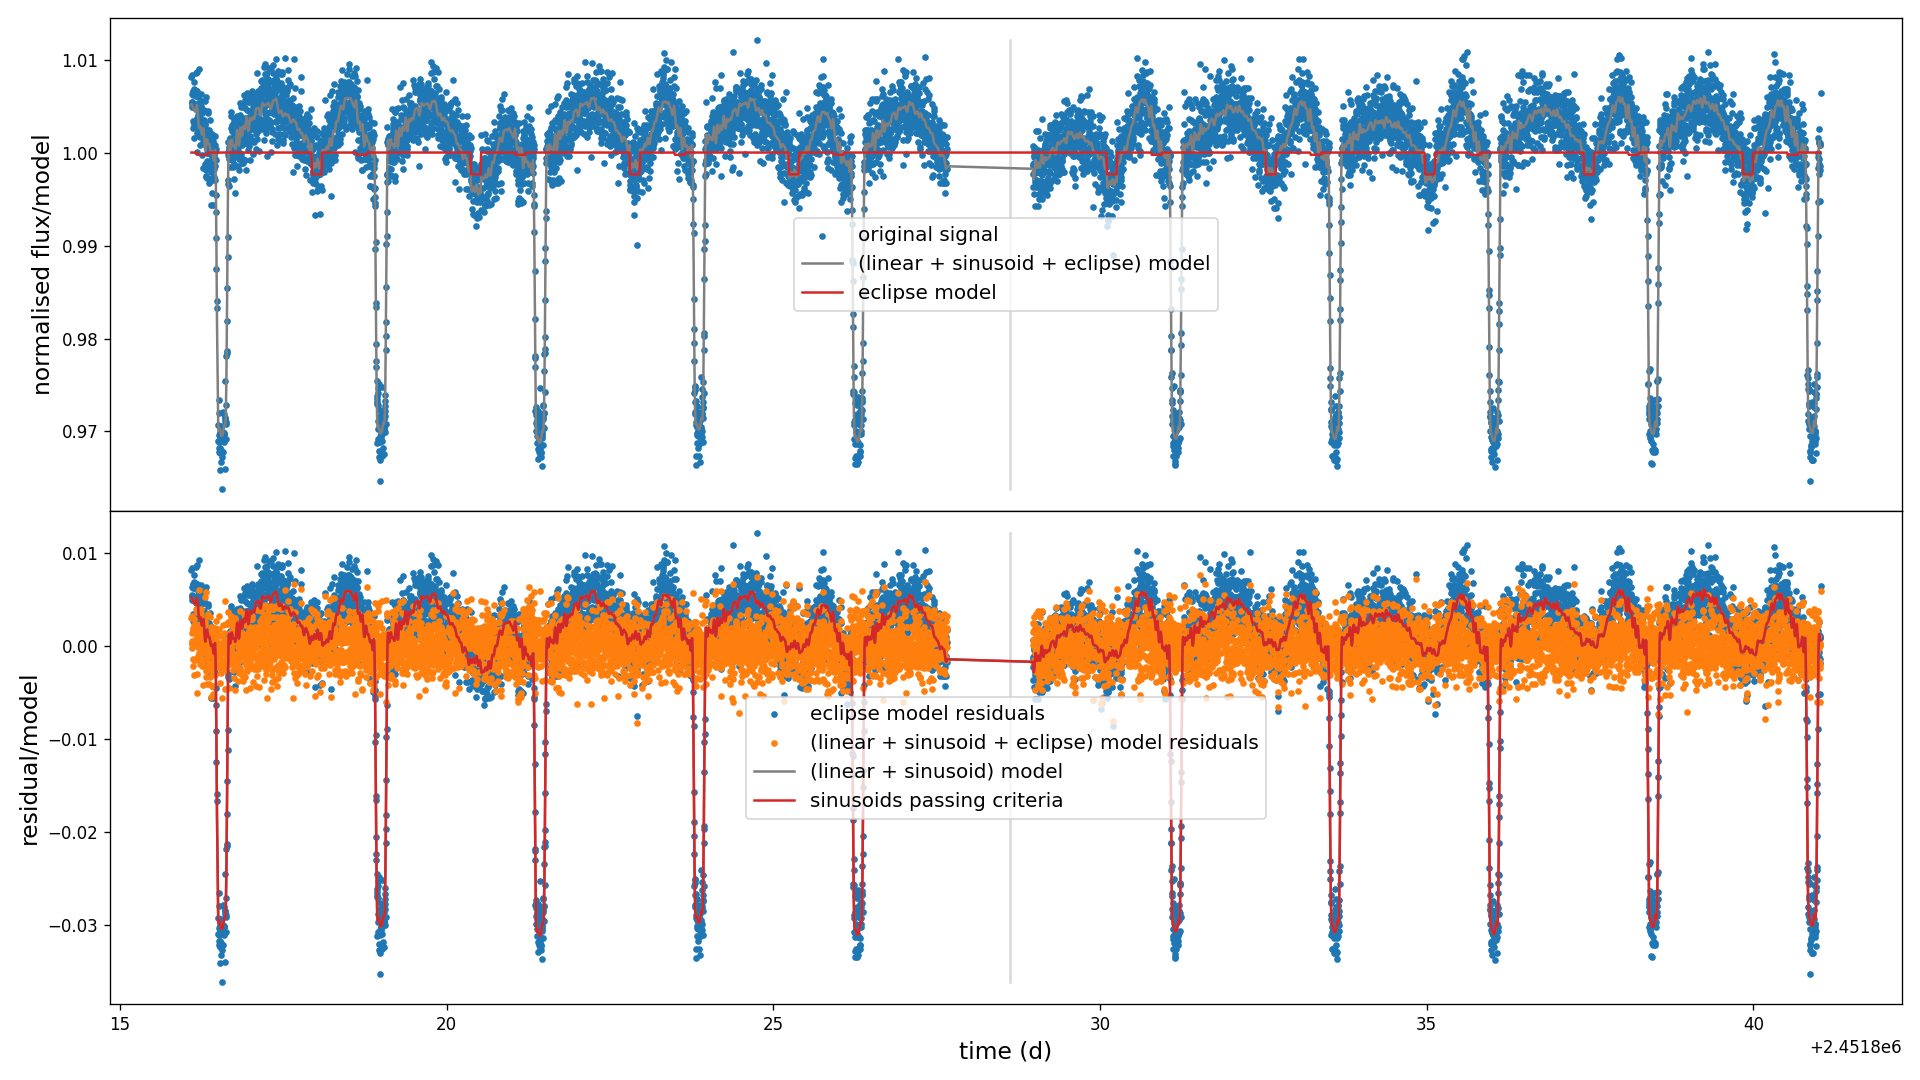 1.01
1.00
0.99
0.98
0.97
normalised flux/model
original signal
(linear + sinusoid + eclipse) model
eclipse model
0.01
0.00
−0.01
−0.02
−0.03
residual/model
eclipse model residuals
(linear + sinusoid + eclipse) model residuals
(linear + sinusoid) model
sinusoids passing criteria
15
20
25
30
35
40
time (d)
+2.4518e6